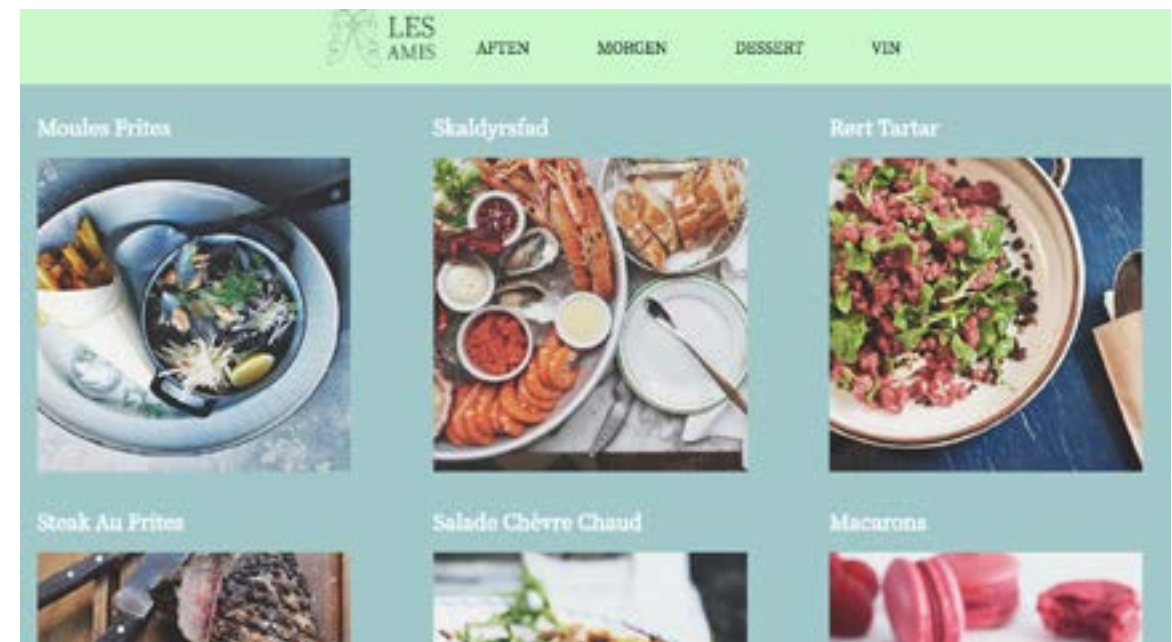 LES
AMIS
AFTEN MORGEN DESSERT VIN
Moules Frites Skaldyrsfad Rørt Tartar
Steak Au Frites Salade Chèvre Chaud Macarons